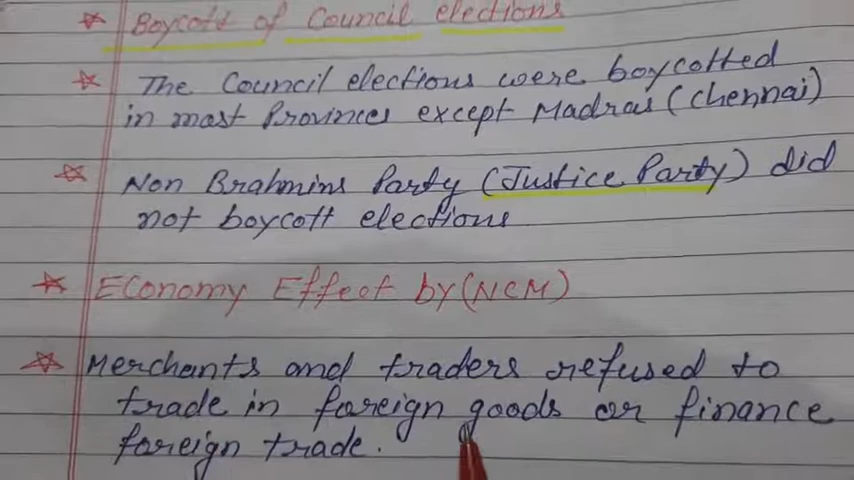 Boycott of Council elections
The Council elections were boycotted
in most Provinces except Madras (Chennai)
Non Brahmins Party (Justice Party) did
not boycott elections
Economy Effect by (NCM)
Merchants and traders refused to
trade in foreign goods or finance
foreign trade.